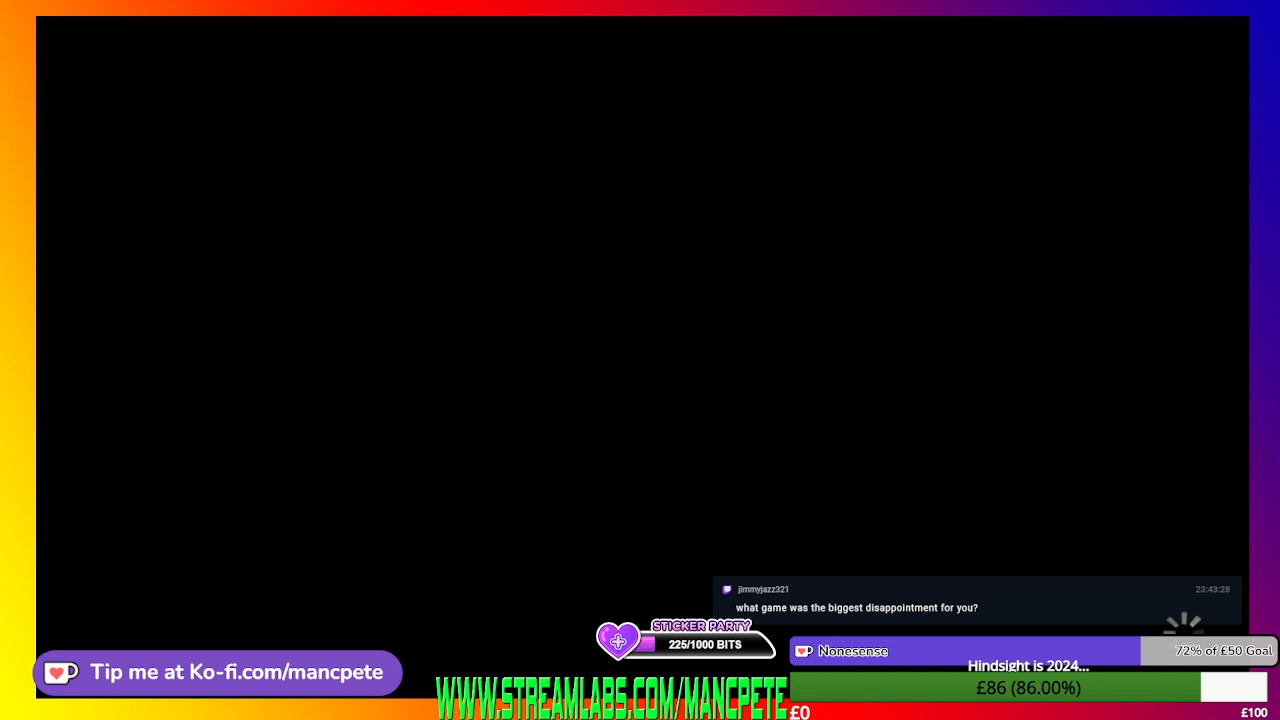 jimmyjazz321 23:43:28
what game was the biggest disappointment for you?
STICKER PARTY
225/1000 BITS
Nonesense 72% of £50 Goal
Tip me at Ko-fi.com/mancpete
Hindsight is 2024...
£86 (86.00%)
WWW.STREAMLABS.COM/MANCPETE
£0 £100